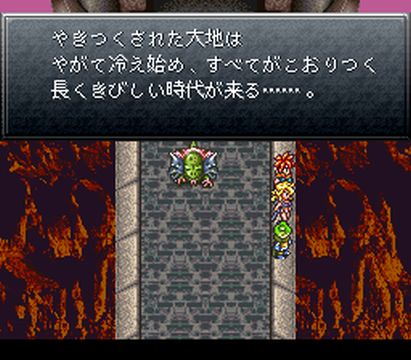 やきつくされた大地は
やがて冷え始め、すべてがこおりつく
長くきびしい時代が来る……。